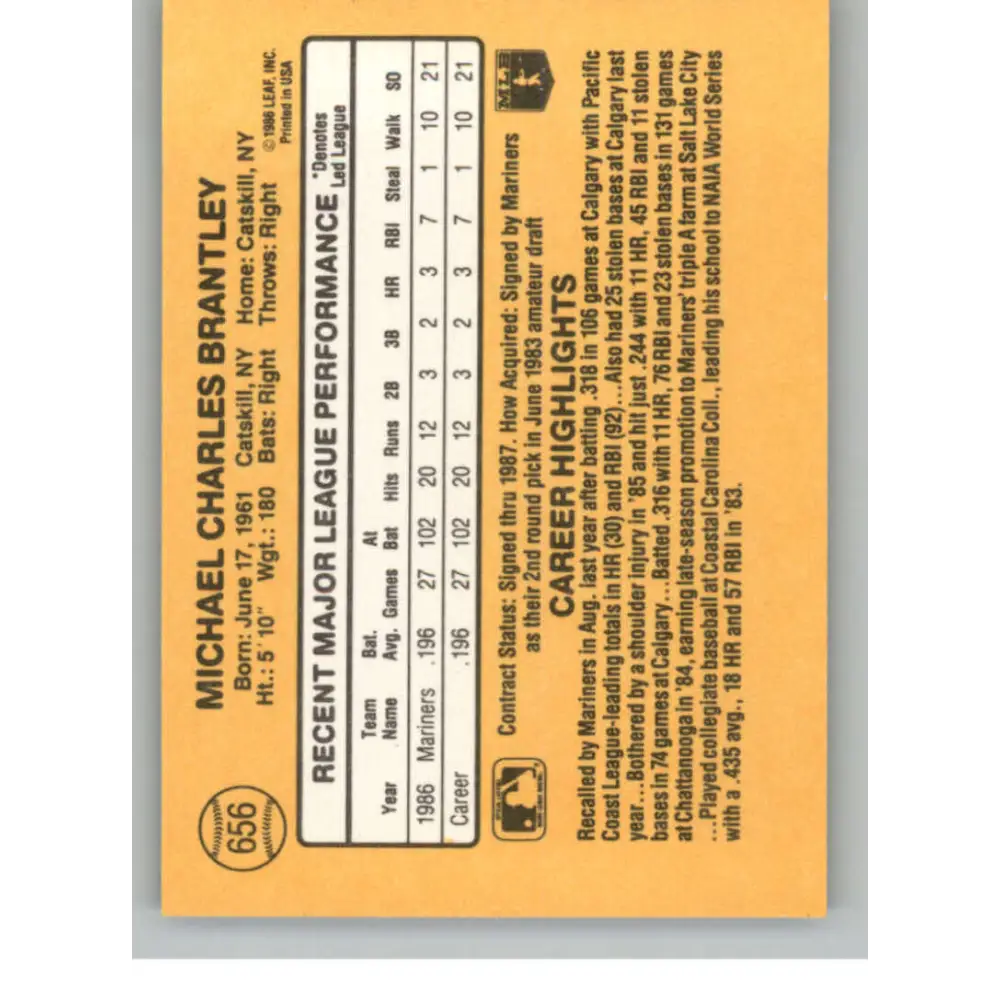 656
MICHAEL CHARLES BRANTLEY
Born: June 17, 1961 Catskill, NY Home: Catskill, NY
Ht.: 5'10" Wgt.: 180 Bats: Right Throws: Right
© 1986 LEAF, INC.
Printed in USA
RECENT MAJOR LEAGUE PERFORMANCE
*Denotes
Led League
Year Team Name Bat. Avg. Games At Bat Hits Runs 2B 3B HR RBI Steal Walk SO
1986 Mariners .196 27 102 20 12 3 2 3 7 1 10 21
Career .196 27 102 20 12 3 2 3 7 1 10 21
Contract Status: Signed thru 1987. How Acquired: Signed by Mariners
as their 2nd round pick in June 1983 amateur draft
MLB
CAREER HIGHLIGHTS
Recalled by Mariners in Aug. last year after batting .318 in 106 games at Calgary with Pacific
Coast League-leading totals in HR (30) and RBI (92)...Also had 25 stolen bases at Calgary last
year...Bothered by a shoulder injury in '85 and hit just .244 with 11 HR, 45 RBI and 11 stolen
bases in 74 games at Calgary...Batted .316 with 11 HR, 76 RBI and 23 stolen bases in 131 games
at Chattanooga in '84, earning late-season promotion to Mariners' triple A farm at Salt Lake City
...Played collegiate baseball at Coastal Carolina Coll., leading his school to NAIA World Series
with a .435 avg., 18 HR and 57 RBI in '83.